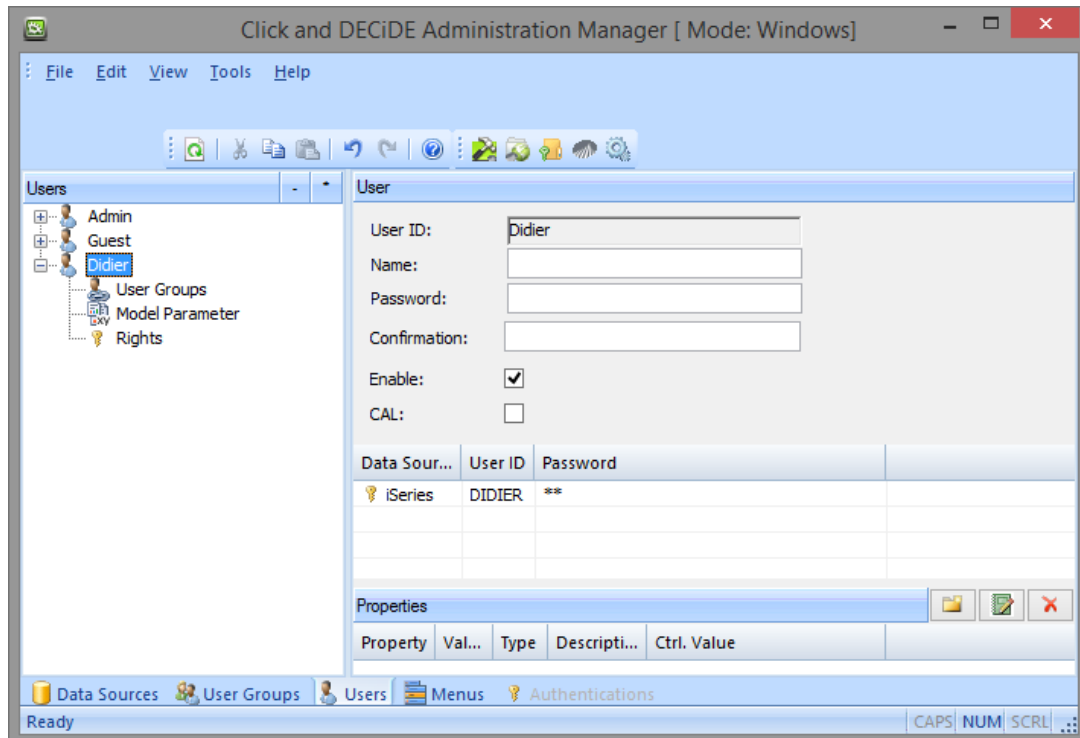 Click and DECiDE Administration Manager [ Mode: Windows]
File Edit View Tools Help
Users - *
User
Admin
Guest
Didier
User Groups
Model Parameter
Rights
User ID: Didier
Name:
Password:
Confirmation:
Enable:
CAL:
Data Sour... User ID Password
iSeries DIDIER **
Properties
Property Val... Type Descripti... Ctrl. Value
Data Sources User Groups Users Menus Authentications
Ready CAPS NUM SCRL